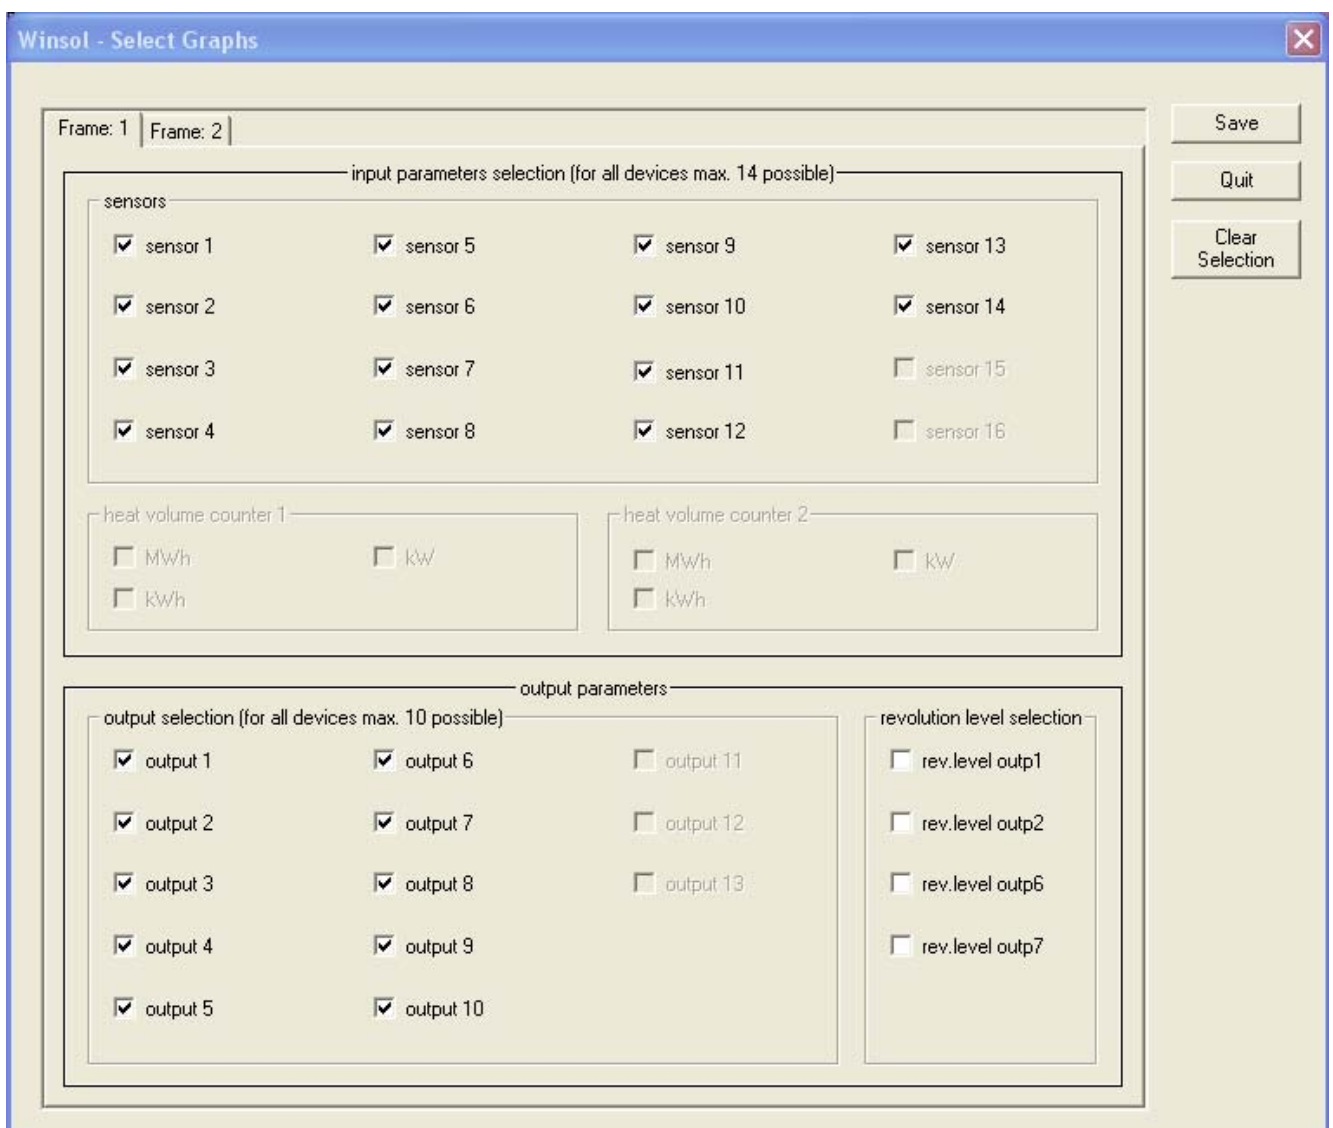 Winsol - Select Graphs
Frame: 1 Frame: 2
Save
Quit
Clear
Selection
input parameters selection (for all devices max. 14 possible)
sensors
sensor 1 sensor 5 sensor 9 sensor 13
sensor 2 sensor 6 sensor 10 sensor 14
sensor 3 sensor 7 sensor 11 sensor 15
sensor 4 sensor 8 sensor 12 sensor 16
heat volume counter 1 heat volume counter 2
MWh kW MWh kW
kWh kWh
output parameters
output selection (for all devices max. 10 possible) revolution level selection
output 1 output 6 output 11 rev.level outp1
output 2 output 7 output 12 rev.level outp2
output 3 output 8 output 13 rev.level outp6
output 4 output 9 rev.level outp7
output 5 output 10